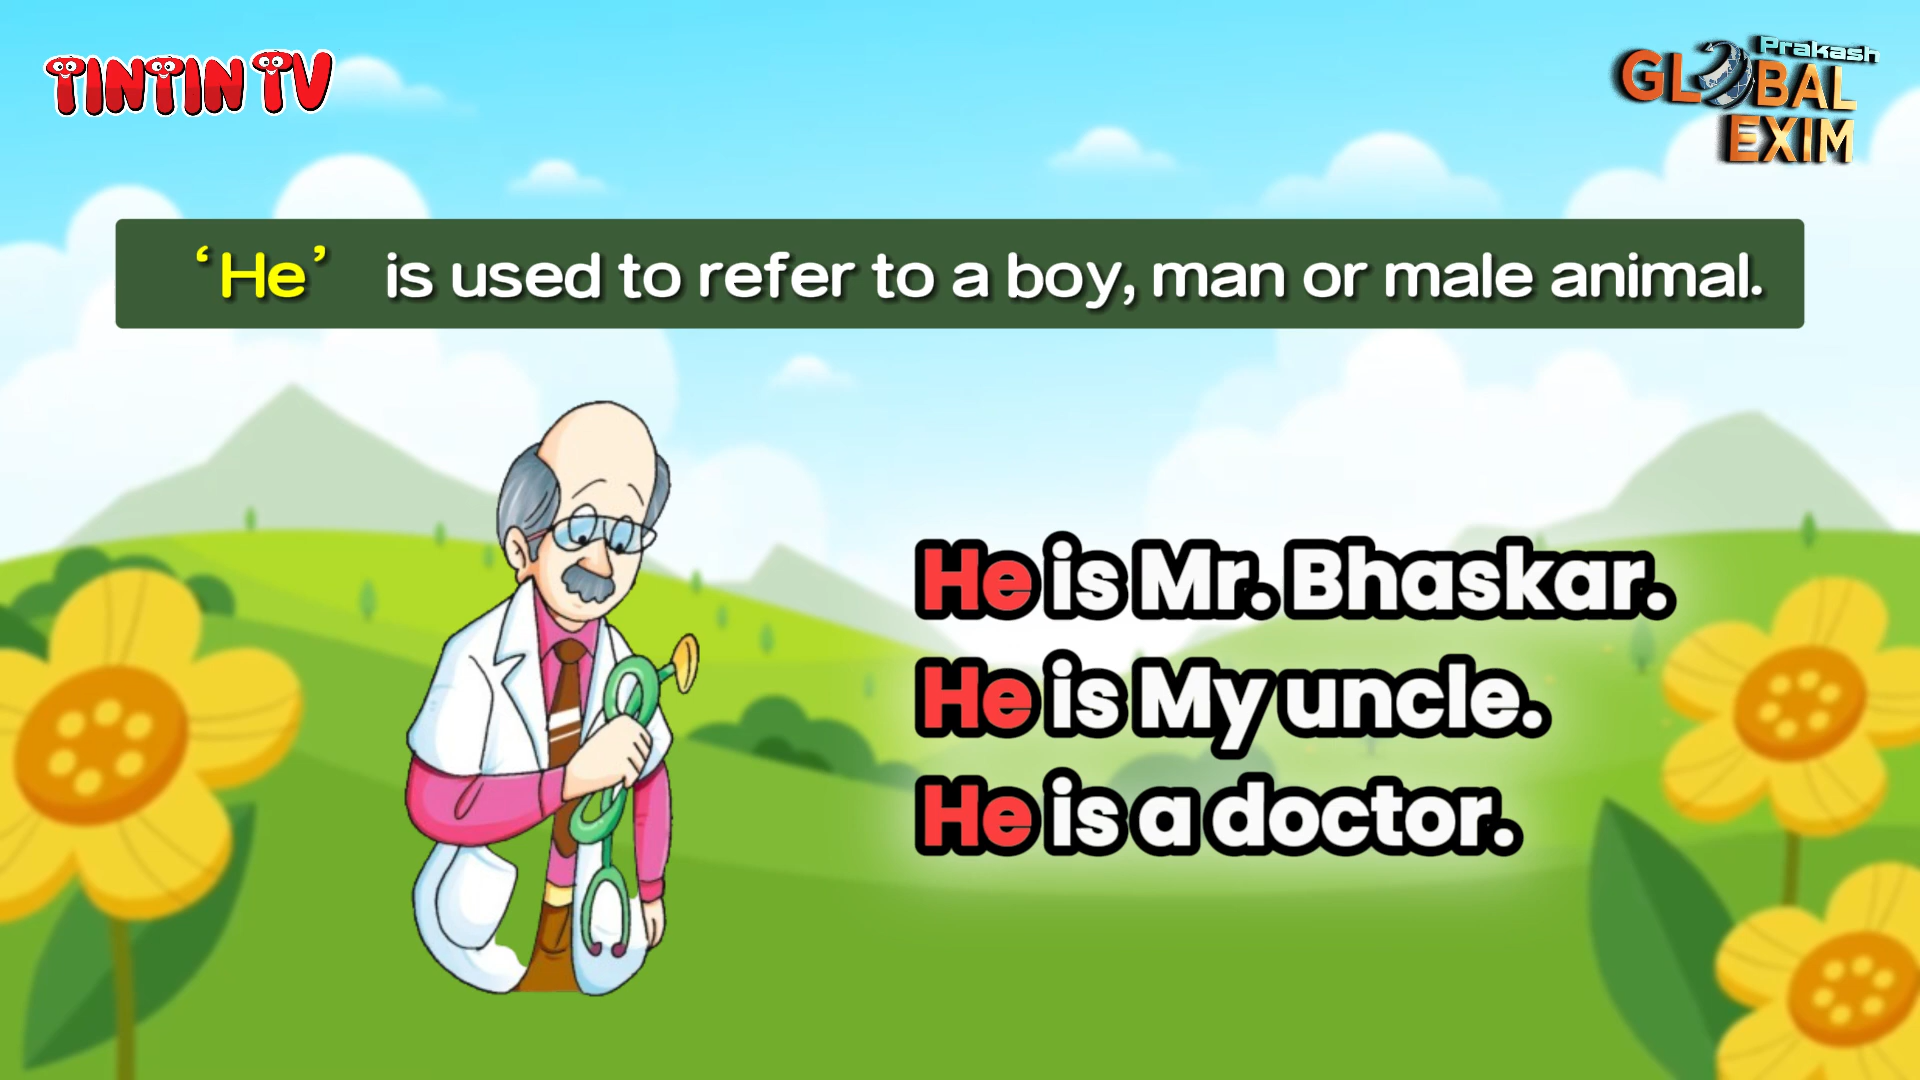 TINTIN TV
Prakash
GLOBAL
EXIM
‘He’ is used to refer to a boy, man or male animal.
He is Mr. Bhaskar.
He is My uncle.
He is a doctor.